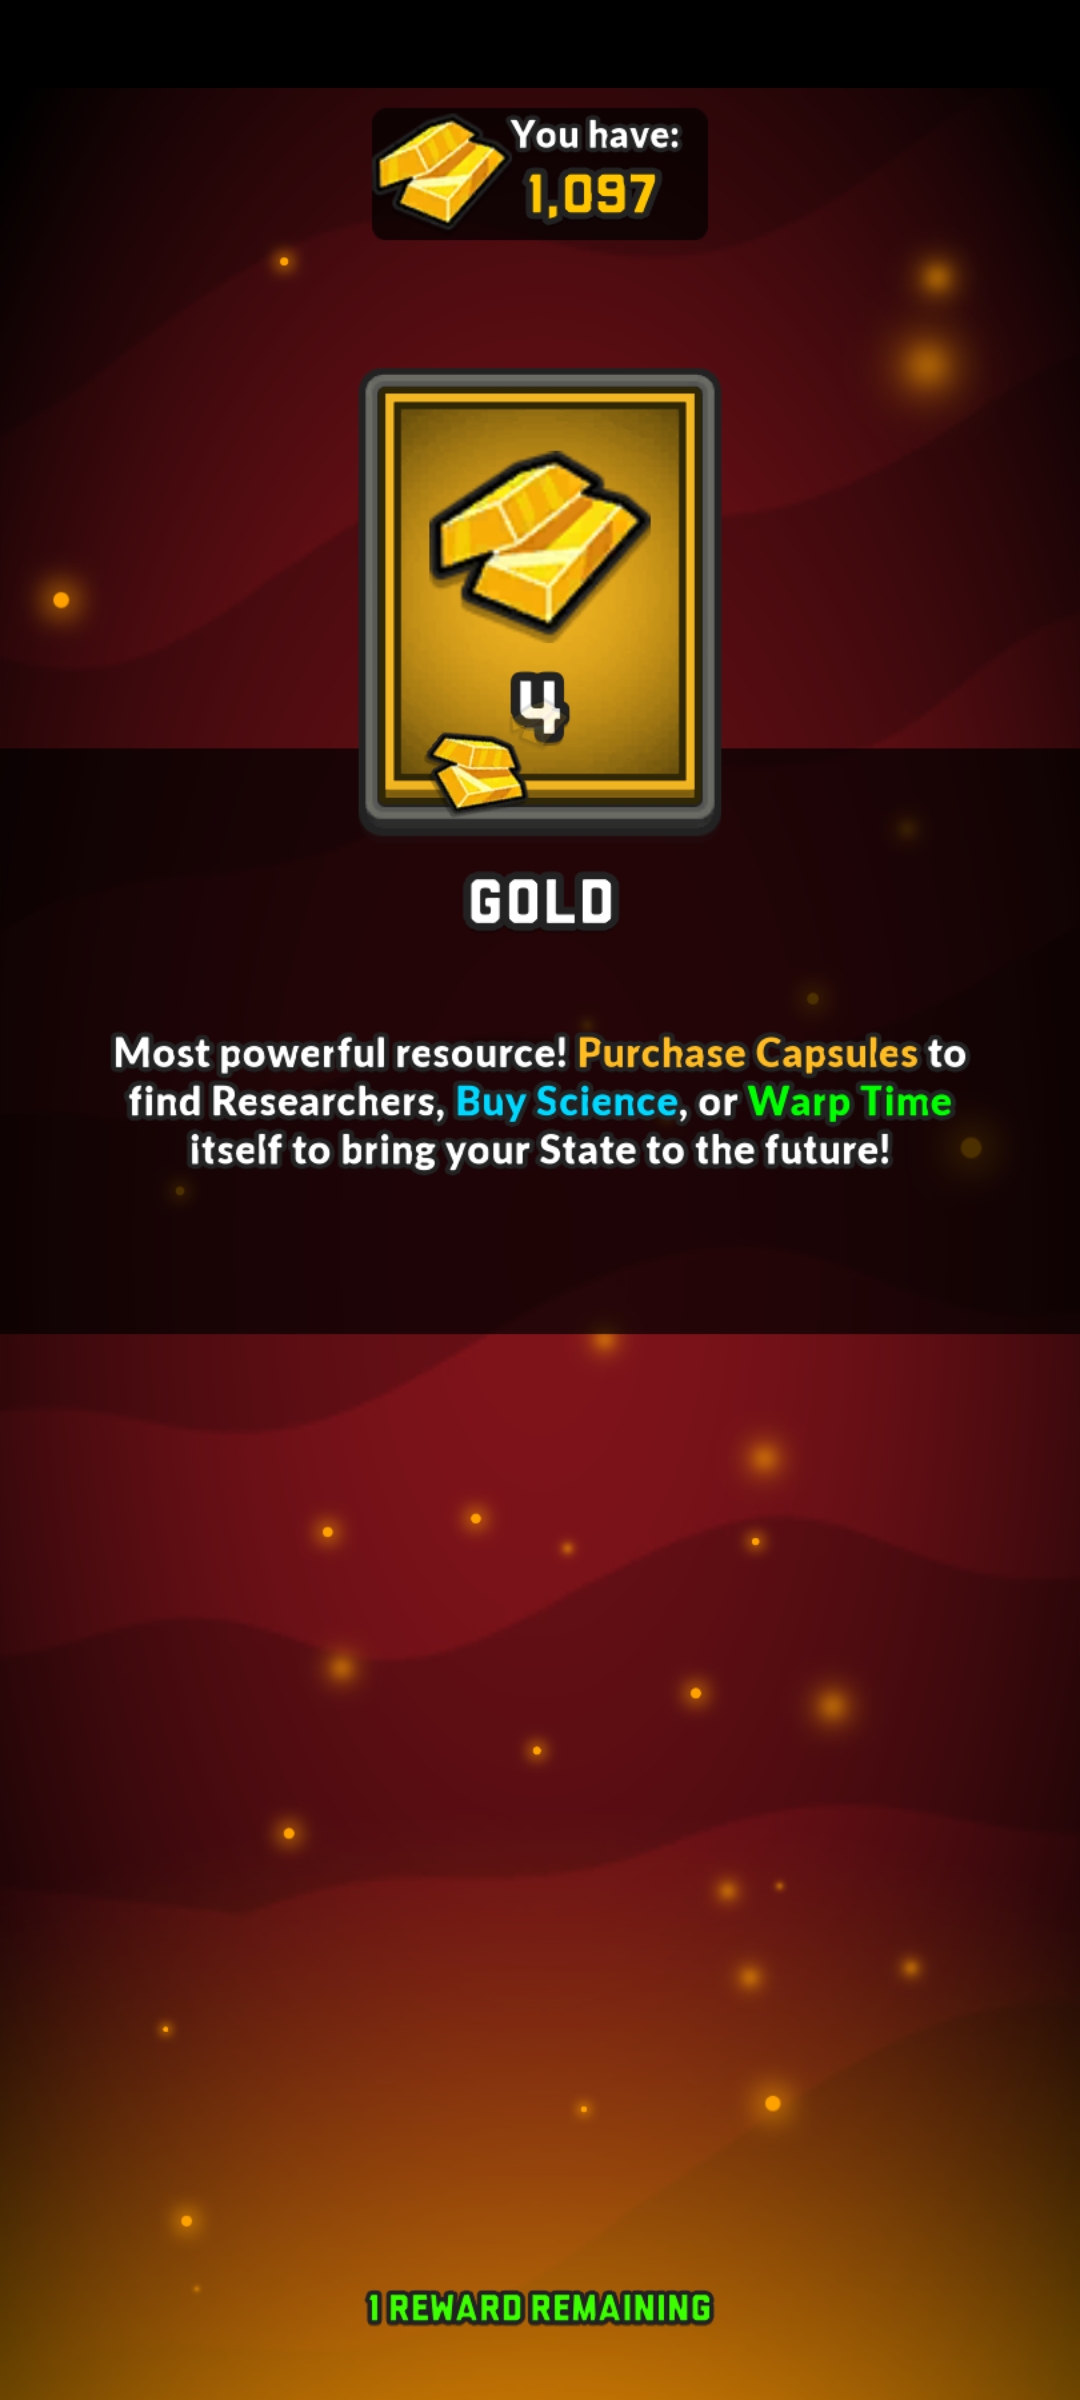 You have:
1,097
4
GOLD
Most powerful resource! Purchase Capsules to
find Researchers, Buy Science, or Warp Time
itself to bring your State to the future!
1 REWARD REMAINING